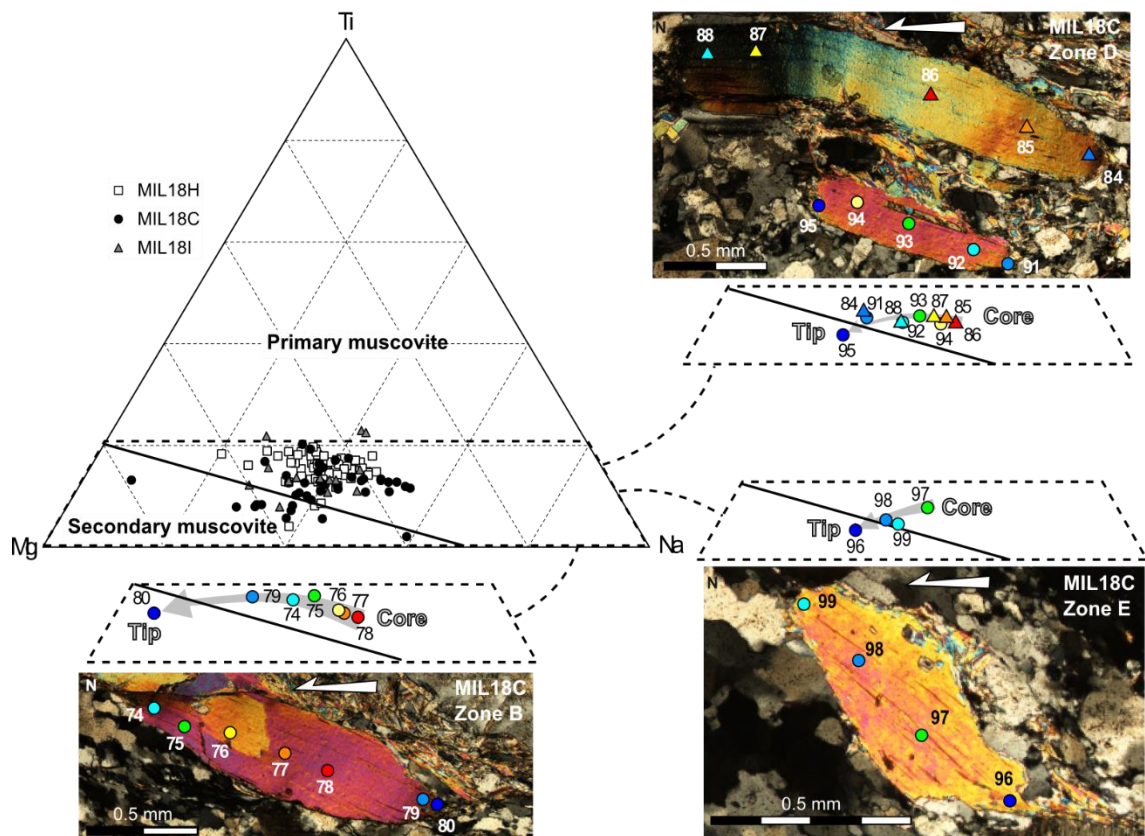 Ti
MIL18H
MIL18C
MIL18I
Primary muscovite
Secondary muscovite
Mg
Na
N
MIL18C
Zone D
88
87
86
85
84
95
94
93
92
91
0.5 mm
84
91
88
93
87
85
Tip
95
92
94
86
Core
98
97
Core
Tip
96
99
N
MIL18C
Zone E
99
98
97
96
0.5 mm
80
79
74
75
76
77
78
Tip
Core
N
MIL18C
Zone B
74
75
76
77
78
79
80
0.5 mm